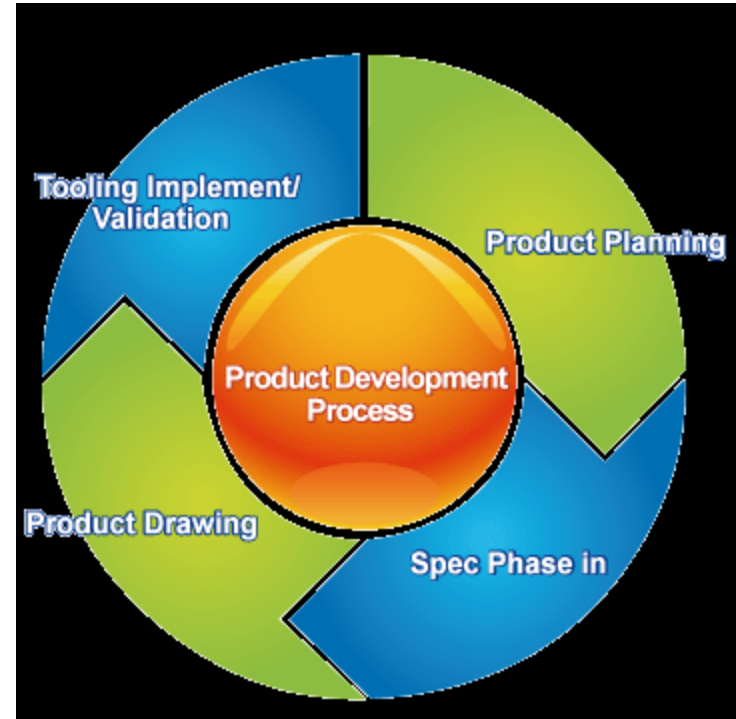 Tooling Implement/
Validation
Product Planning
Product Development
Process
Product Drawing
Spec Phase in